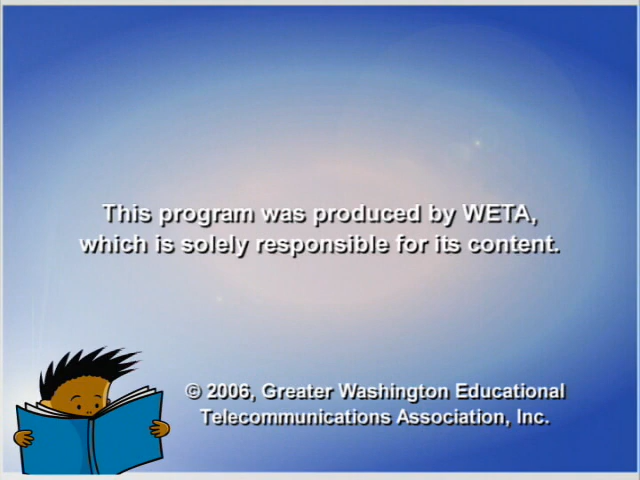 This program was produced by WETA,
which is solely responsible for its content.
© 2006, Greater Washington Educational
Telecommunications Association, Inc.